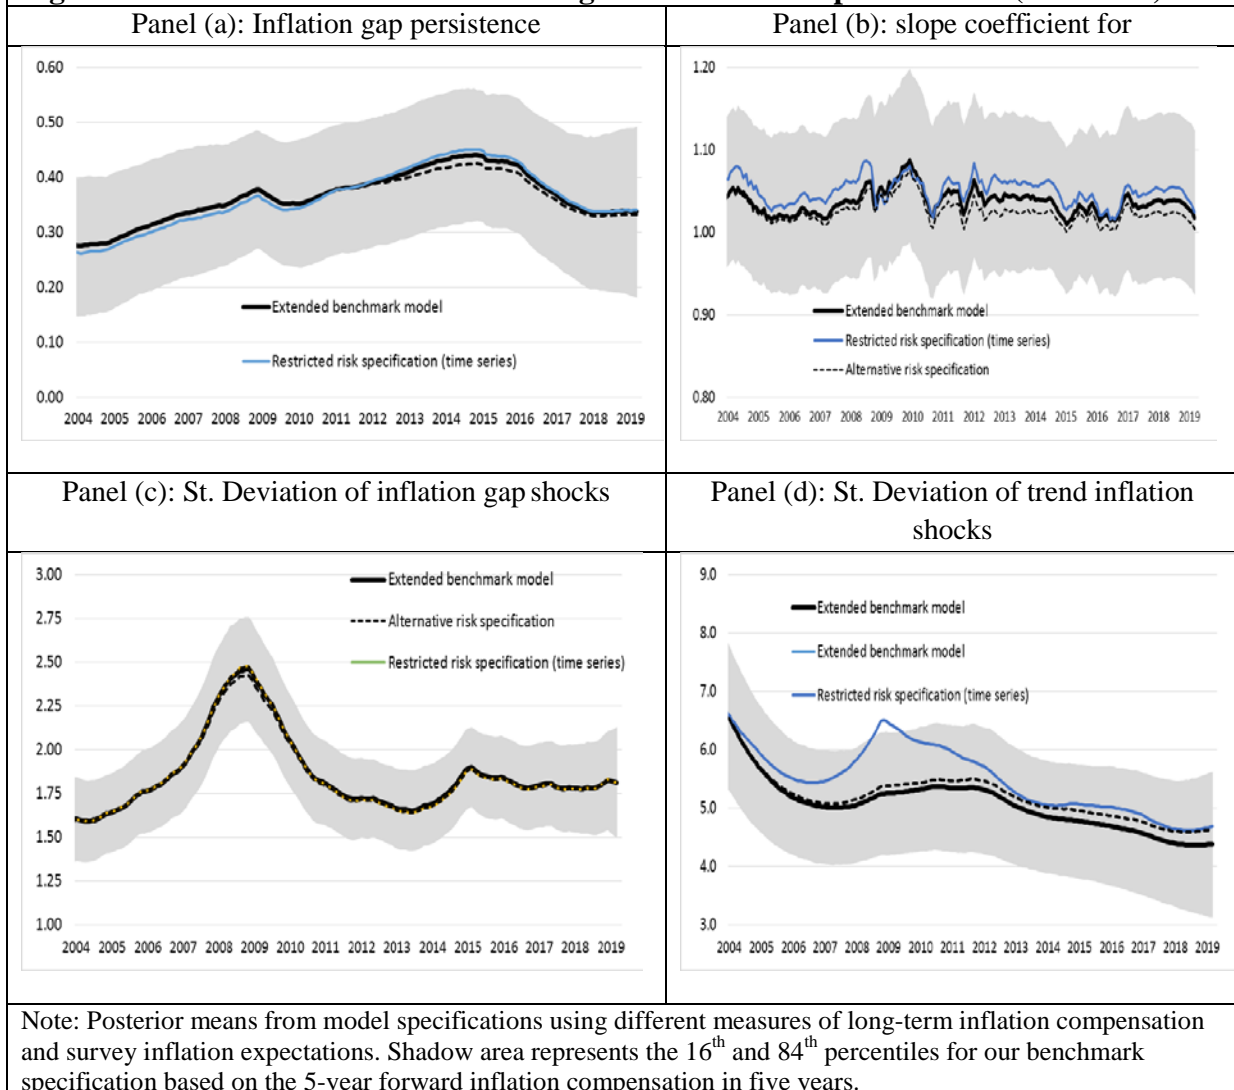 Panel (a): Inflation gap persistence
Panel (b): slope coefficient for
0.60
0.50
0.40
0.30
0.20
0.10
0.00
Extended benchmark model
Restricted risk specification (time series)
2004 2005 2006 2007 2008 2009 2010 2011 2012 2013 2014 2015 2016 2017 2018 2019
1.20
1.10
1.00
0.90
0.80
Extended benchmark model
Restricted risk specification (time series)
Alternative risk specification
2004 2005 2006 2007 2008 2009 2010 2011 2012 2013 2014 2015 2016 2017 2018 2019
Panel (c): St. Deviation of inflation gap shocks
Panel (d): St. Deviation of trend inflation
shocks
3.00
2.75
2.50
2.25
2.00
1.75
1.50
1.25
1.00
Extended benchmark model
Alternative risk specification
Restricted risk specification (time series)
2004 2005 2006 2007 2008 2009 2010 2011 2012 2013 2014 2015 2016 2017 2018 2019
9.0
8.0
7.0
6.0
5.0
4.0
3.0
Extended benchmark model
Extended benchmark model
Restricted risk specification (time series)
2004 2005 2006 2007 2008 2009 2010 2011 2012 2013 2014 2015 2016 2017 2018 2019
Note: Posterior means from model specifications using different measures of long-term inflation compensation
and survey inflation expectations. Shadow area represents the 16th and 84th percentiles for our benchmark
specification based on the 5-year forward inflation compensation in five years.